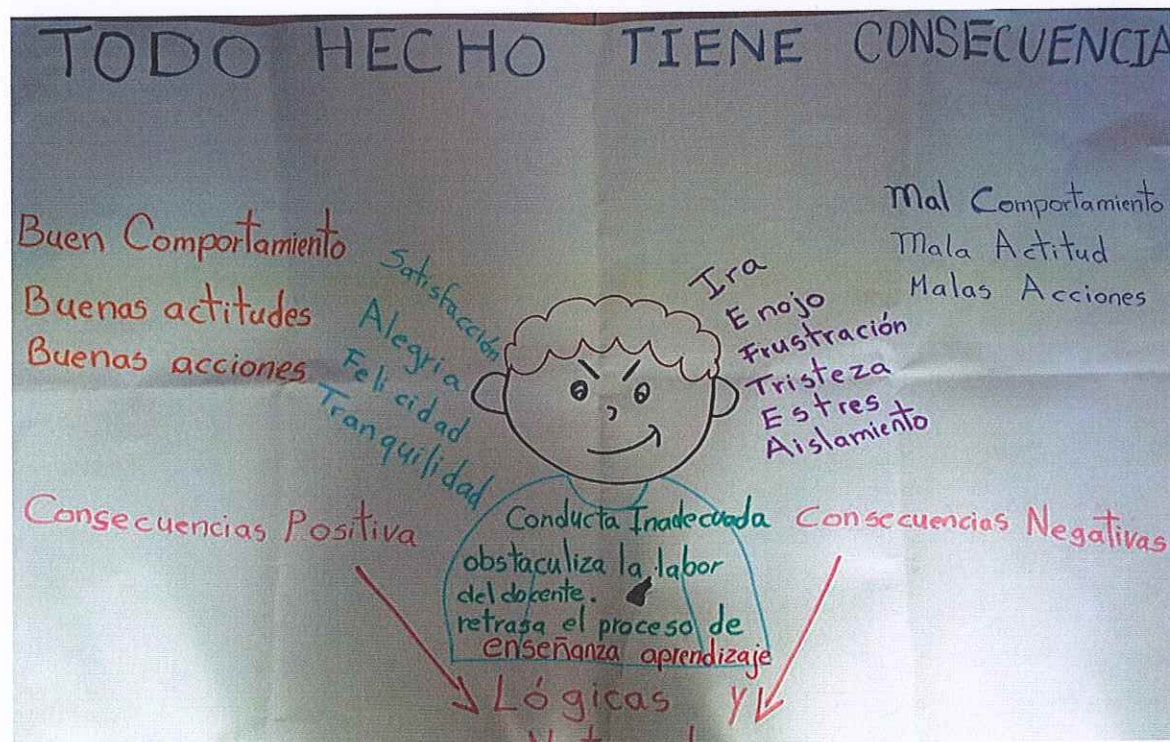 TODO HECHO TIENE CONSECUENCIA
Buen Comportamiento
Buenas actitudes
Buenas acciones
Satisfacción
Alegria
Felicidad
Tranquilidad
Ira
Enojo
Frustración
Tristeza
Estres
Aislamiento
Mal Comportamiento
Mala Actitud
Malas Acciones
Consecuencias Positiva
Conducta Inadecuada
obstaculiza la labor
del docente.
retrasa el proceso de
enseñanza aprendizaje
Consecuencias Negativas
Lógicas y